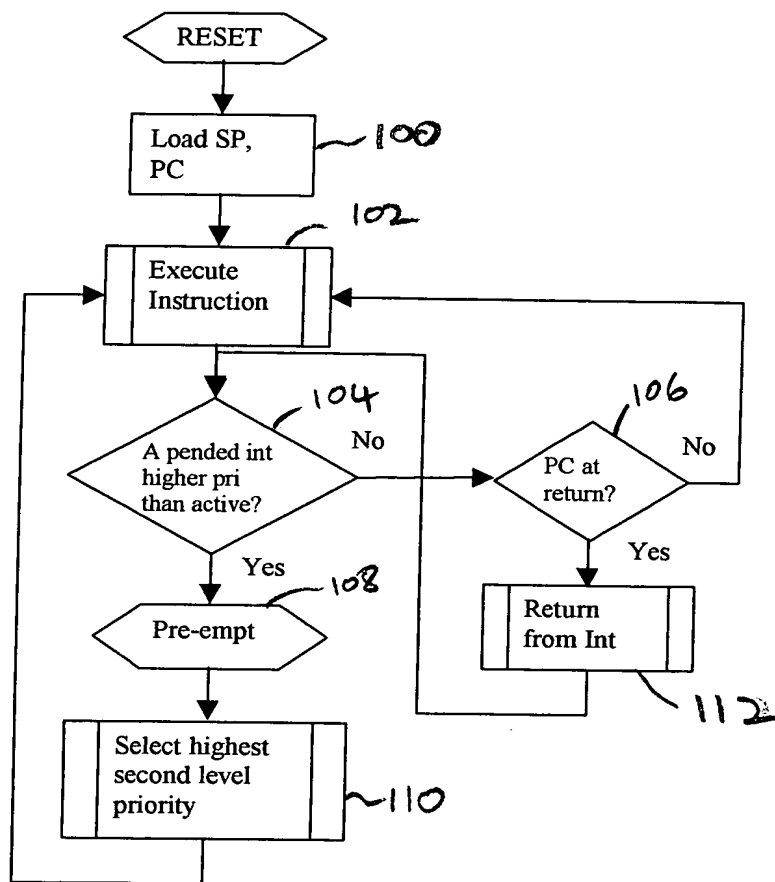 RESET
Load SP,
PC
100
102
Execute
Instruction
104
A pended int
higher pri
than active?
No
106
PC at
return?
No
Yes
Yes
108
Pre-empt
Return
from Int
112
Select highest
second level
priority
110